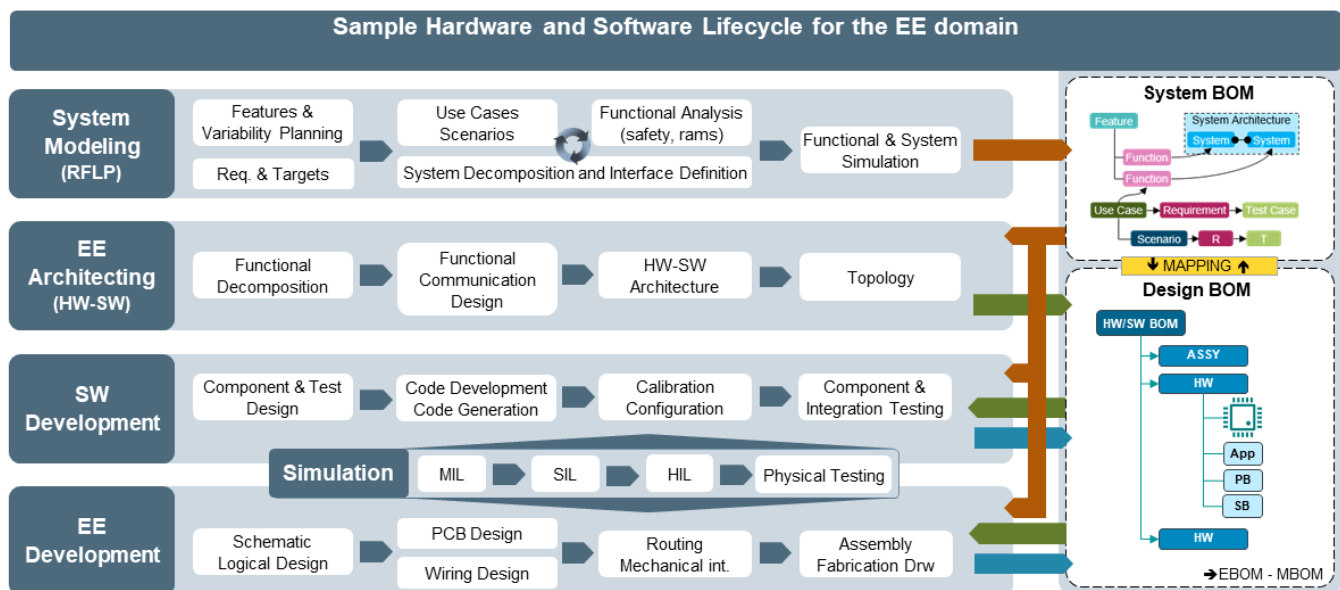 Sample Hardware and Software Lifecycle for the EE domain
System
Modeling
(RFLP)
Features &
Variability Planning
Req. & Targets
Use Cases
Scenarios
Functional Analysis
(safety, rams)
System Decomposition and Interface Definition
Functional & System
Simulation
EE
Architecting
(HW-SW)
Functional
Decomposition
Functional
Communication
Design
HW-SW
Architecture
Topology
SW
Development
Component & Test
Design
Code Development
Code Generation
Calibration
Configuration
Component &
Integration Testing
Simulation
MIL
SIL
HIL
Physical Testing
EE
Development
Schematic
Logical Design
PCB Design
Wiring Design
Routing
Mechanical int.
Assembly
Fabrication Drw
System BOM
Feature
System Architecture
System
System
Function
Function
Use Case
Requirement
Test Case
Scenario
R
T
🡻 MAPPING 🡹
Design BOM
HW/SW BOM
ASSY
HW
App
PB
SB
HW
➔EBOM - MBOM